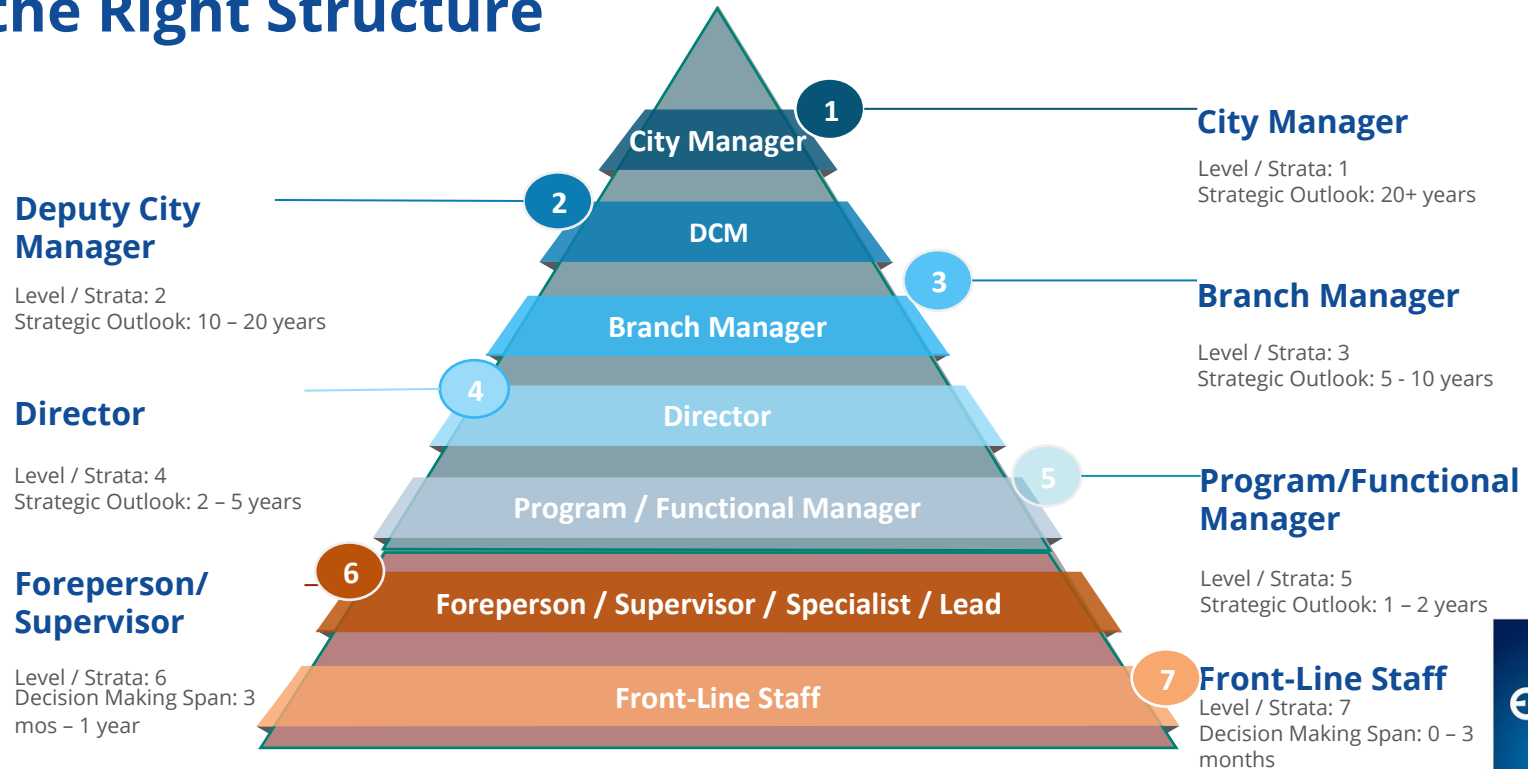 the Right Structure
1
City Manager
City Manager
Level / Strata: 1
Strategic Outlook: 20+ years
2
DCM
Deputy City
Manager
Level / Strata: 2
Strategic Outlook: 10 – 20 years
3
Branch Manager
Branch Manager
Level / Strata: 3
Strategic Outlook: 5 - 10 years
4
Director
Director
Level / Strata: 4
Strategic Outlook: 2 – 5 years
5
Program / Functional Manager
Program/Functional
Manager
Level / Strata: 5
Strategic Outlook: 1 – 2 years
6
Foreperson / Supervisor / Specialist / Lead
Foreperson/
Supervisor
Level / Strata: 6
Decision Making Span: 3
mos – 1 year
7
Front-Line Staff
Front-Line Staff
Level / Strata: 7
Decision Making Span: 0 – 3
months